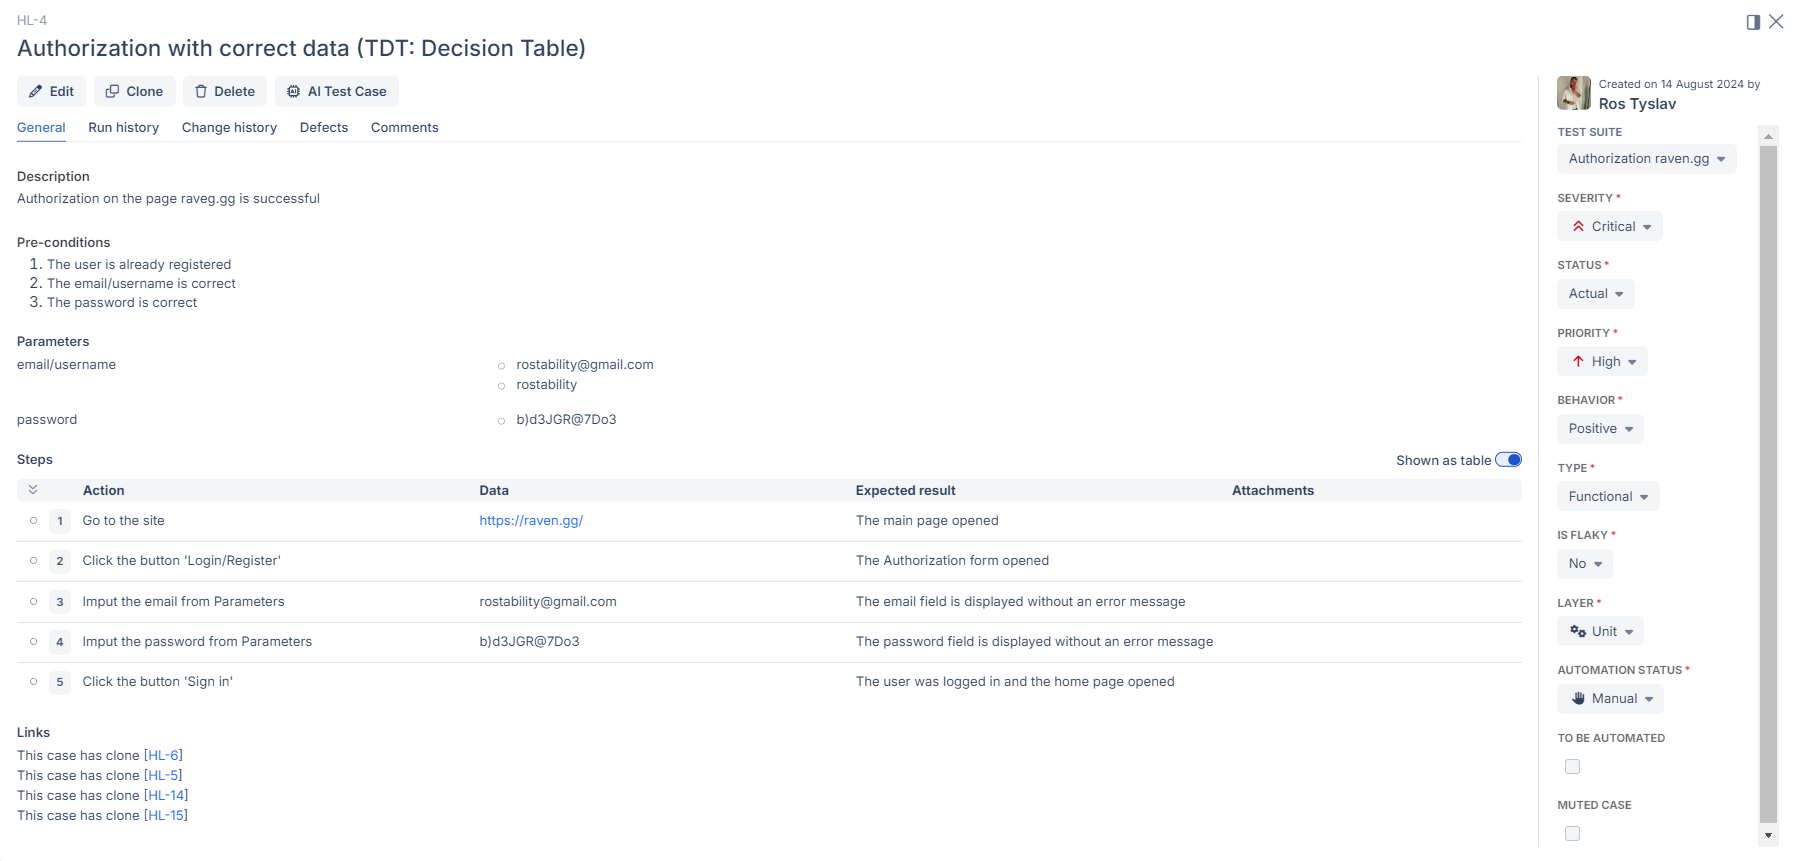 HL-4
Authorization with correct data (TDT: Decision Table)
Edit Clone Delete AI Test Case
General Run history Change history Defects Comments
Description
Authorization on the page raveg.gg is successful
Pre-conditions
1. The user is already registered
2. The email/username is correct
3. The password is correct
Parameters
email/username rostability@gmail.com
rostability
password b)d3JGR@7Do3
Steps Shown as table
Action Data Expected result Attachments
1 Go to the site https://raven.gg/ The main page opened
2 Click the button 'Login/Register' The Authorization form opened
3 Imput the email from Parameters rostability@gmail.com The email field is displayed without an error message
4 Imput the password from Parameters b)d3JGR@7Do3 The password field is displayed without an error message
5 Click the button 'Sign in' The user was logged in and the home page opened
Links
This case has clone [HL-6]
This case has clone [HL-5]
This case has clone [HL-14]
This case has clone [HL-15]
Created on 14 August 2024 by
Ros Tyslav
TEST SUITE
Authorization raven.gg
SEVERITY *
Critical
STATUS *
Actual
PRIORITY *
High
BEHAVIOR *
Positive
TYPE *
Functional
IS FLAKY *
No
LAYER *
Unit
AUTOMATION STATUS *
Manual
TO BE AUTOMATED
MUTED CASE